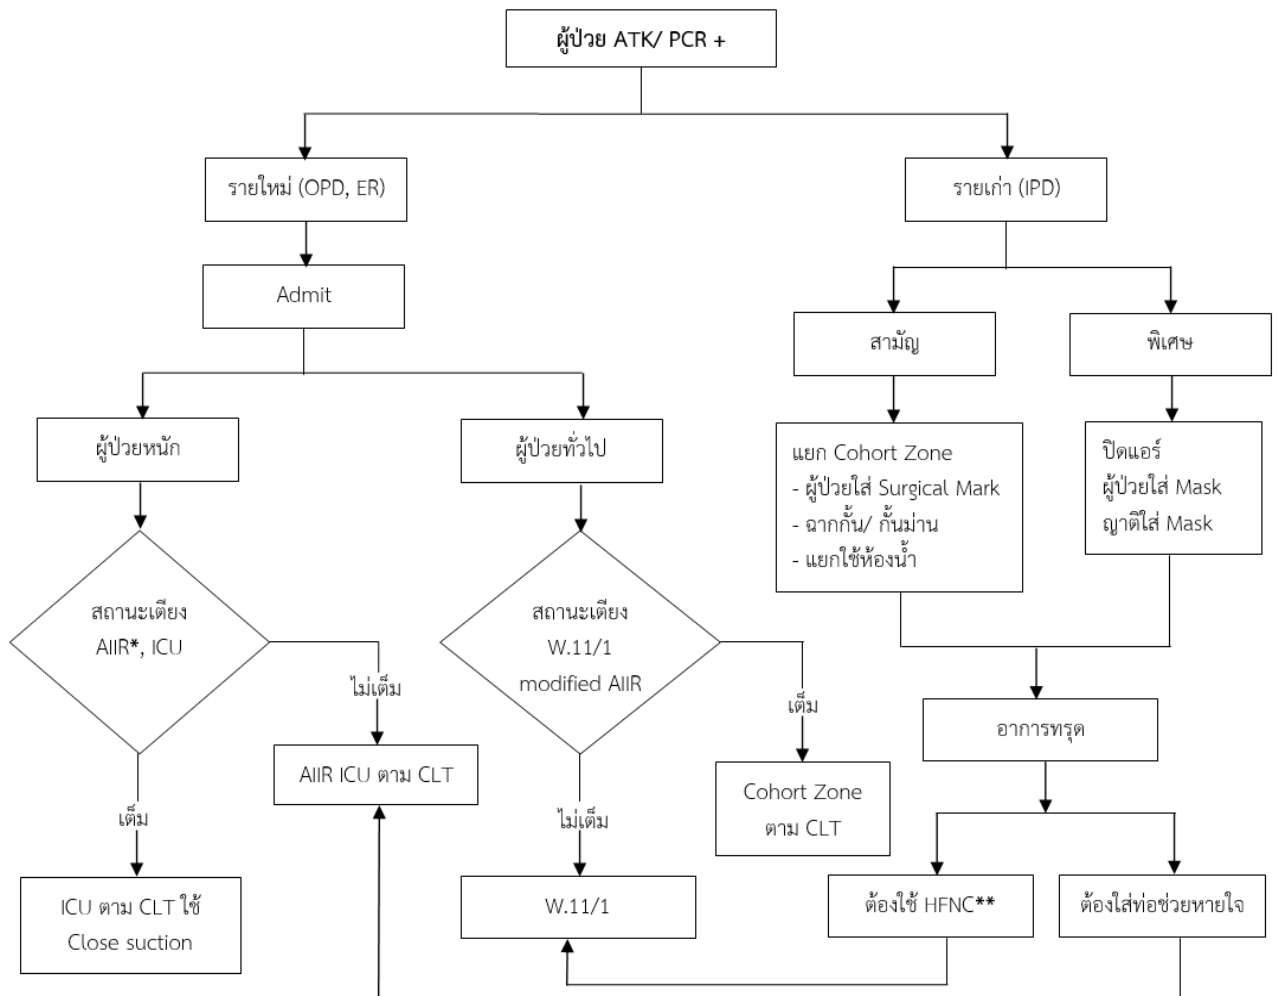 ผู้ป่วย ATK/ PCR +
รายใหม่ (OPD, ER)
รายเก่า (IPD)
Admit
สามัญ
พิเศษ
ผู้ป่วยหนัก
ผู้ป่วยทั่วไป
แยก Cohort Zone
- ผู้ป่วยใส่ Surgical Mark
- ฉากกั้น/ กั้นม่าน
- แยกใช้ห้องน้ำ
ปิดแอร์
ผู้ป่วยใส่ Mask
ญาติใส่ Mask
สถานะเตียง
AIIR*, ICU
สถานะเตียง
W.11/1
modified AIIR
ไม่เต็ม
เต็ม
อาการทรุด
AIIR ICU ตาม CLT
Cohort Zone
ตาม CLT
เต็ม
ไม่เต็ม
ICU ตาม CLT ใช้
Close suction
W.11/1
ต้องใช้ HFNC**
ต้องใส่ท่อช่วยหายใจ